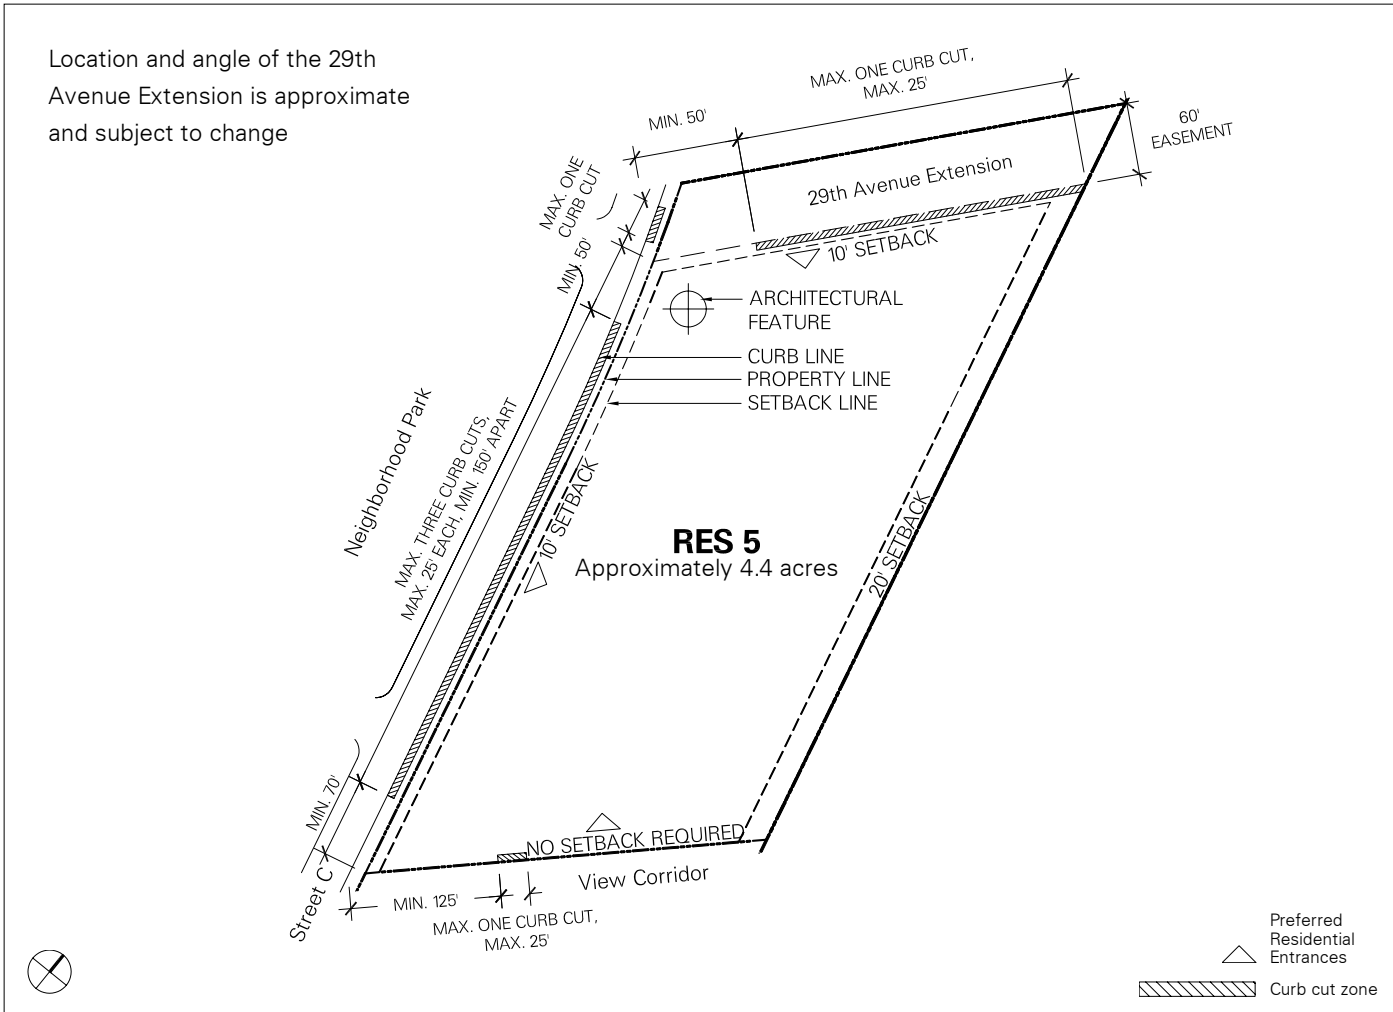 Location and angle of the 29th
Avenue Extension is approximate
and subject to change
MAX. ONE CURB CUT,
MAX. 25'
MIN. 50'
60'
EASEMENT
MAX. ONE
CURB CUT
29th Avenue Extension
MIN. 50'
10' SETBACK
ARCHITECTURAL
FEATURE
CURB LINE
PROPERTY LINE
SETBACK LINE
Neighborhood Park
MAX. THREE CURB CUTS,
MAX. 25' EACH, MIN. 150' APART
10' SETBACK
RES 5
Approximately 4.4 acres
20' SETBACK
MIN. 70'
NO SETBACK REQUIRED
View Corridor
Street C
MIN. 125'
MAX. ONE CURB CUT,
MAX. 25'
Preferred
Residential
Entrances
Curb cut zone